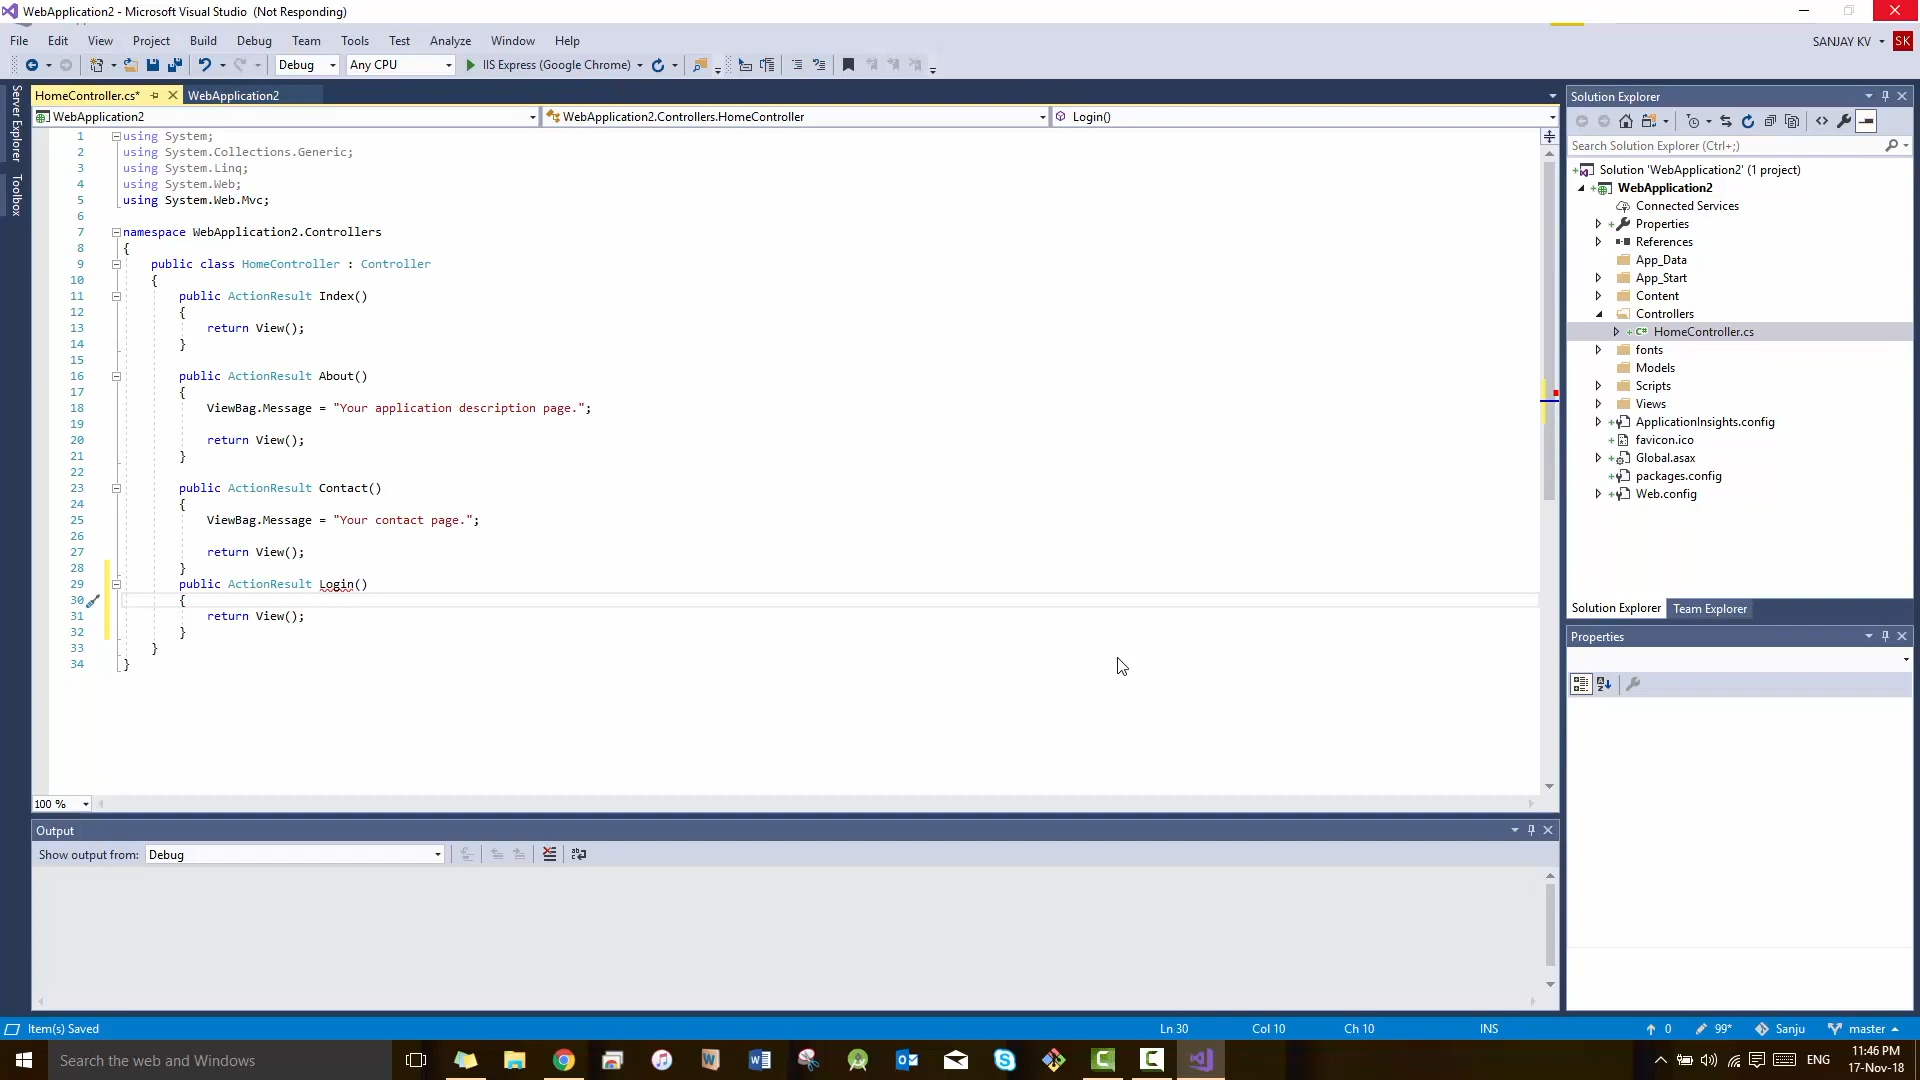 WebApplication2 - Microsoft Visual Studio (Not Responding)
File Edit View Project Build Debug Team Tools Test Analyze Window Help
SANJAY KV SK
Debug Any CPU IIS Express (Google Chrome)
Server Explorer
Toolbox
HomeController.cs* WebApplication2
WebApplication2 WebApplication2.Controllers.HomeController Login()
1 using System;
2 using System.Collections.Generic;
3 using System.Linq;
4 using System.Web;
5 using System.Web.Mvc;
6
7 namespace WebApplication2.Controllers
8 {
9 public class HomeController : Controller
10 {
11 public ActionResult Index()
12 {
13 return View();
14 }
15
16 public ActionResult About()
17 {
18 ViewBag.Message = "Your application description page.";
19
20 return View();
21 }
22
23 public ActionResult Contact()
24 {
25 ViewBag.Message = "Your contact page.";
26
27 return View();
28 }
29 public ActionResult Login()
30 {
31 return View();
32 }
33 }
34 }
100 %
Output
Show output from: Debug
Solution Explorer
Search Solution Explorer (Ctrl+;)
Solution 'WebApplication2' (1 project)
WebApplication2
Connected Services
Properties
References
App_Data
App_Start
Content
Controllers
C# HomeController.cs
fonts
Models
Scripts
Views
ApplicationInsights.config
favicon.ico
Global.asax
packages.config
Web.config
Solution Explorer Team Explorer
Properties
Item(s) Saved Ln 30 Col 10 Ch 10 INS 0 99* Sanju master
Search the web and Windows
ENG
11:46 PM
17-Nov-18